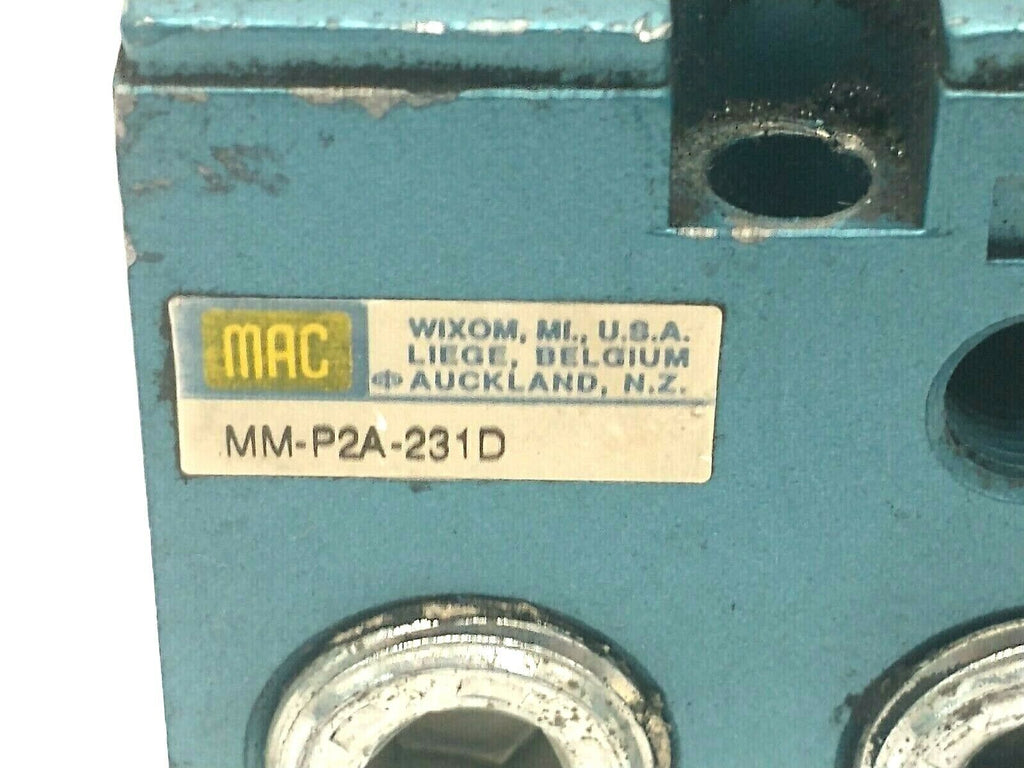 MAC
WIXOM, MI., U.S.A.
LIEGE, BELGIUM
AUCKLAND, N.Z.
MM-P2A-231D